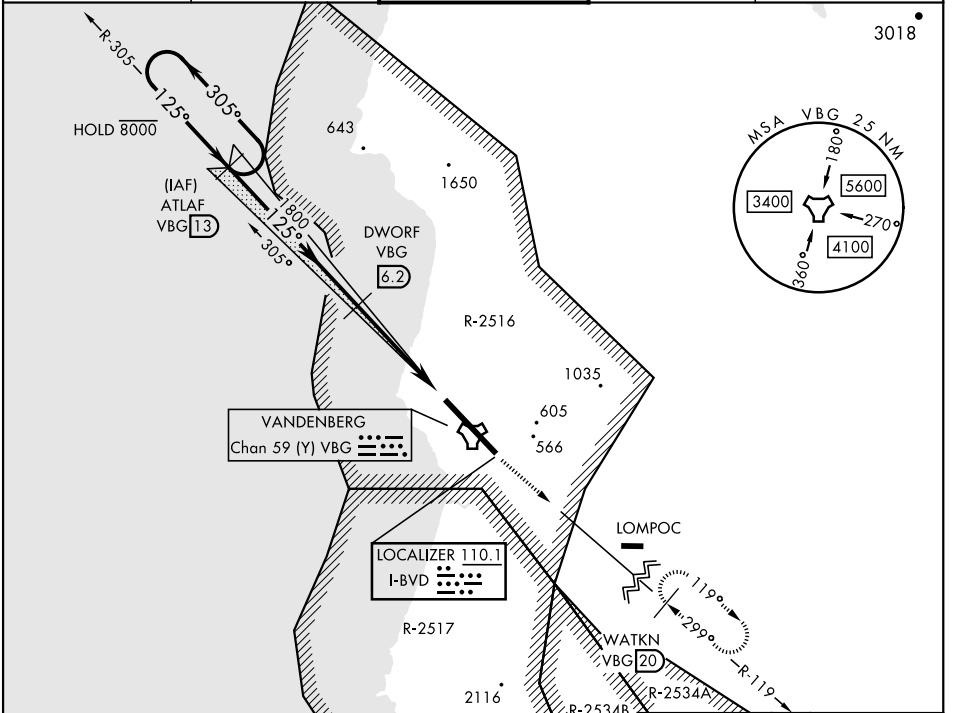 3018
R-305
305°
125°
HOLD 8000
643
1650
MSA VBG 25 NM
180°
3400
5600
270°
4100
360°
(IAF)
ATLAF
VBG 13
1800
125°
305°
DWORF
VBG
6.2
R-2516
1035
605
566
VANDENBERG
Chan 59 (Y) VBG
LOMPOC
LOCALIZER 110.1
I-BVD
119°
299°
R-2517
WATKN
VBG 20
R-119
2116
R-2534A
R-2534B